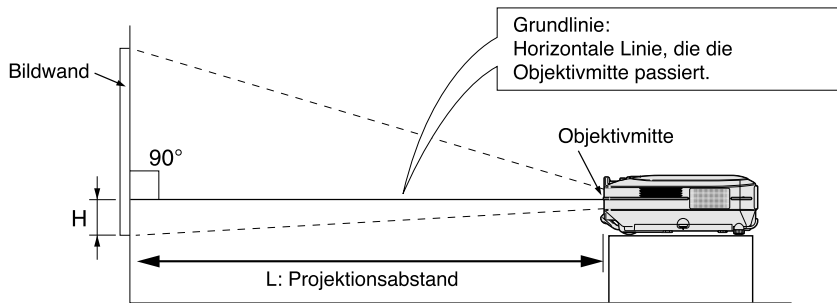 Grundlinie:
Horizontale Linie, die die
Objektivmitte passiert.
Bildwand
Objektivmitte
90°
H
L: Projektionsabstand